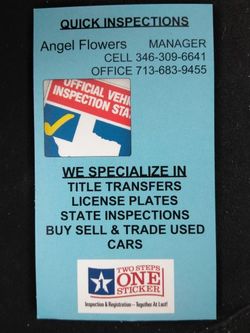 QUICK INSPECTIONS
Angel Flowers MANAGER
CELL 346-309-6641
OFFICE 713-683-9455
OFFICIAL VEHI
INSPECTION STA
WE SPECIALIZE IN
TITLE TRANSFERS
LICENSE PLATES
STATE INSPECTIONS
BUY SELL & TRADE USED
CARS
TWO STEPS
ONE
STICKER
Inspection & Registration – Together At Last!